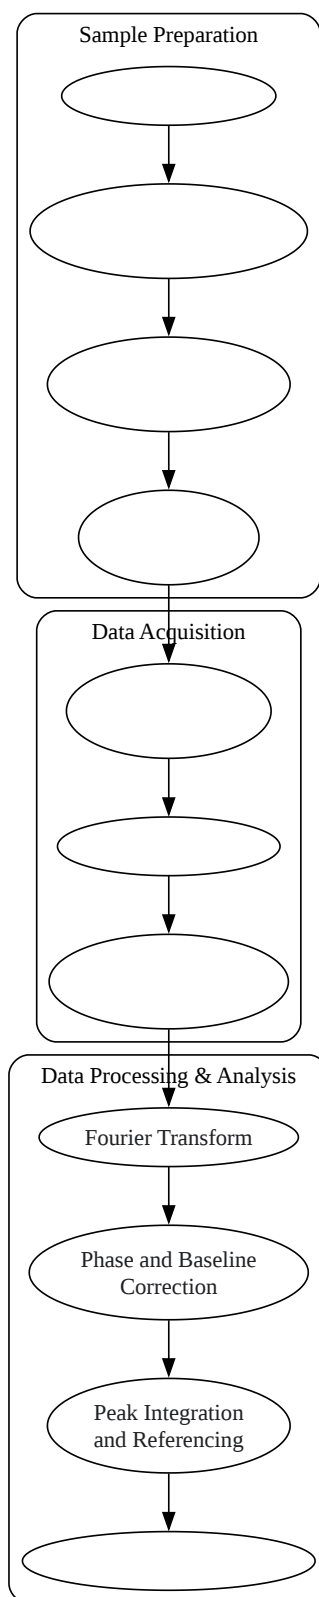 Sample Preparation
Data Acquisition
Data Processing & Analysis
Fourier Transform
Phase and Baseline
Correction
Peak Integration
and Referencing